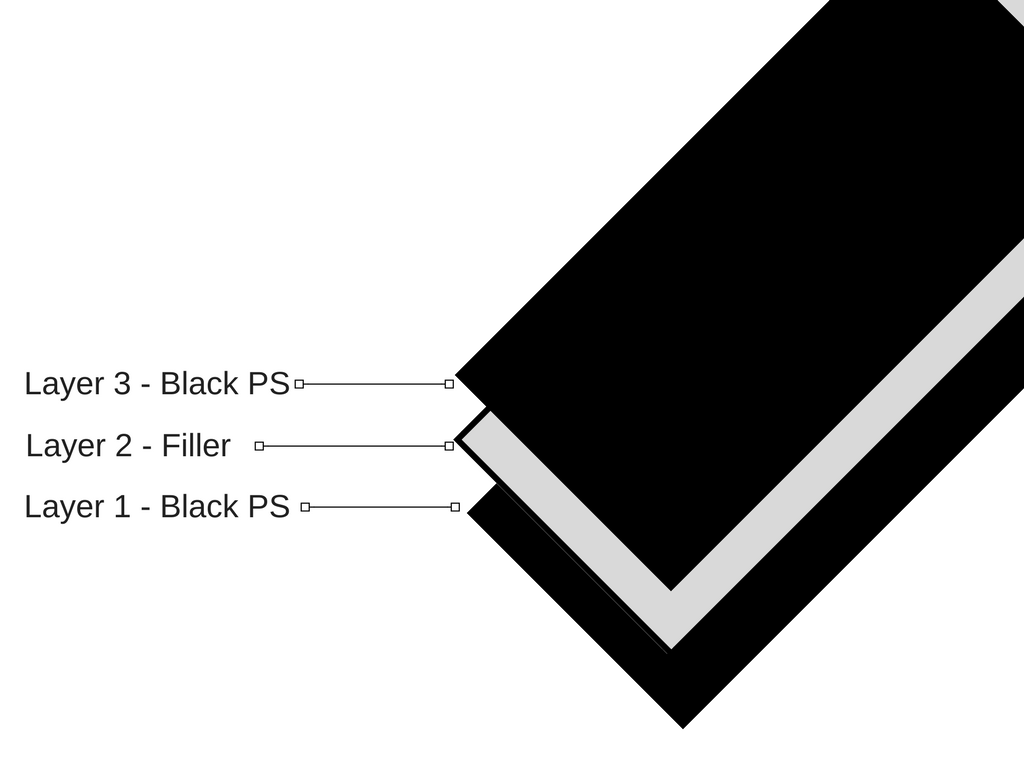 Layer 3 - Black PS
Layer 2 - Filler
Layer 1 - Black PS